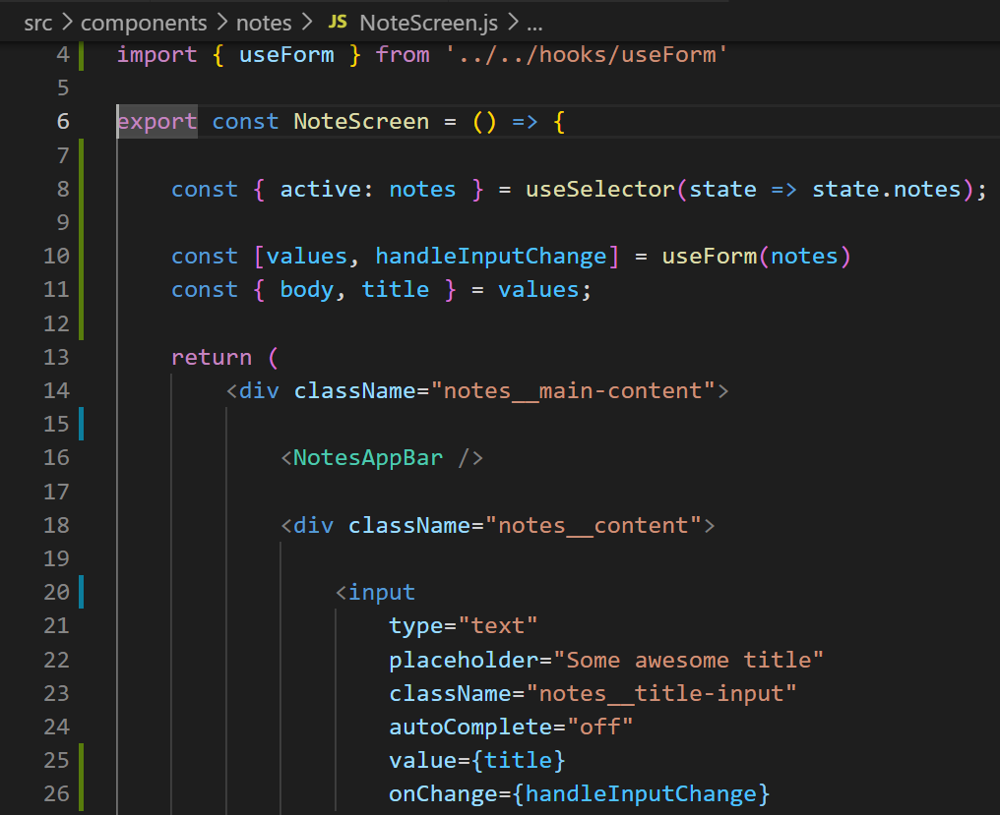 src > components > notes > JS NoteScreen.js > ...
4 import { useForm } from '../../hooks/useForm'
5
6 export const NoteScreen = () => {
7
8     const { active: notes } = useSelector(state => state.notes);
9
10     const [values, handleInputChange] = useForm(notes)
11     const { body, title } = values;
12
13     return (
14         <div className="notes__main-content">
15
16             <NotesAppBar />
17
18             <div className="notes__content">
19
20                 <input
21                     type="text"
22                     placeholder="Some awesome title"
23                     className="notes__title-input"
24                     autoComplete="off"
25                     value={title}
26                     onChange={handleInputChange}